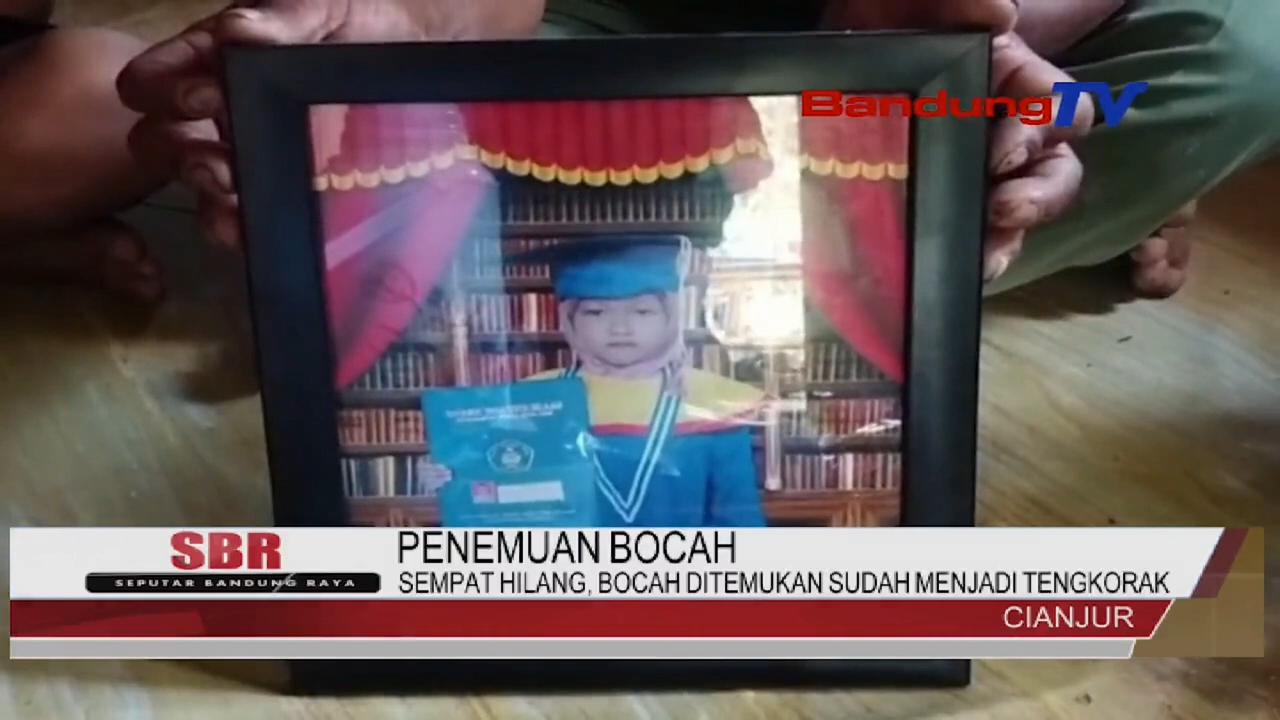 BandungTV
SBR
SEPUTAR BANDUNG RAYA
PENEMUAN BOCAH
SEMPAT HILANG, BOCAH DITEMUKAN SUDAH MENJADI TENGKORAK
CIANJUR